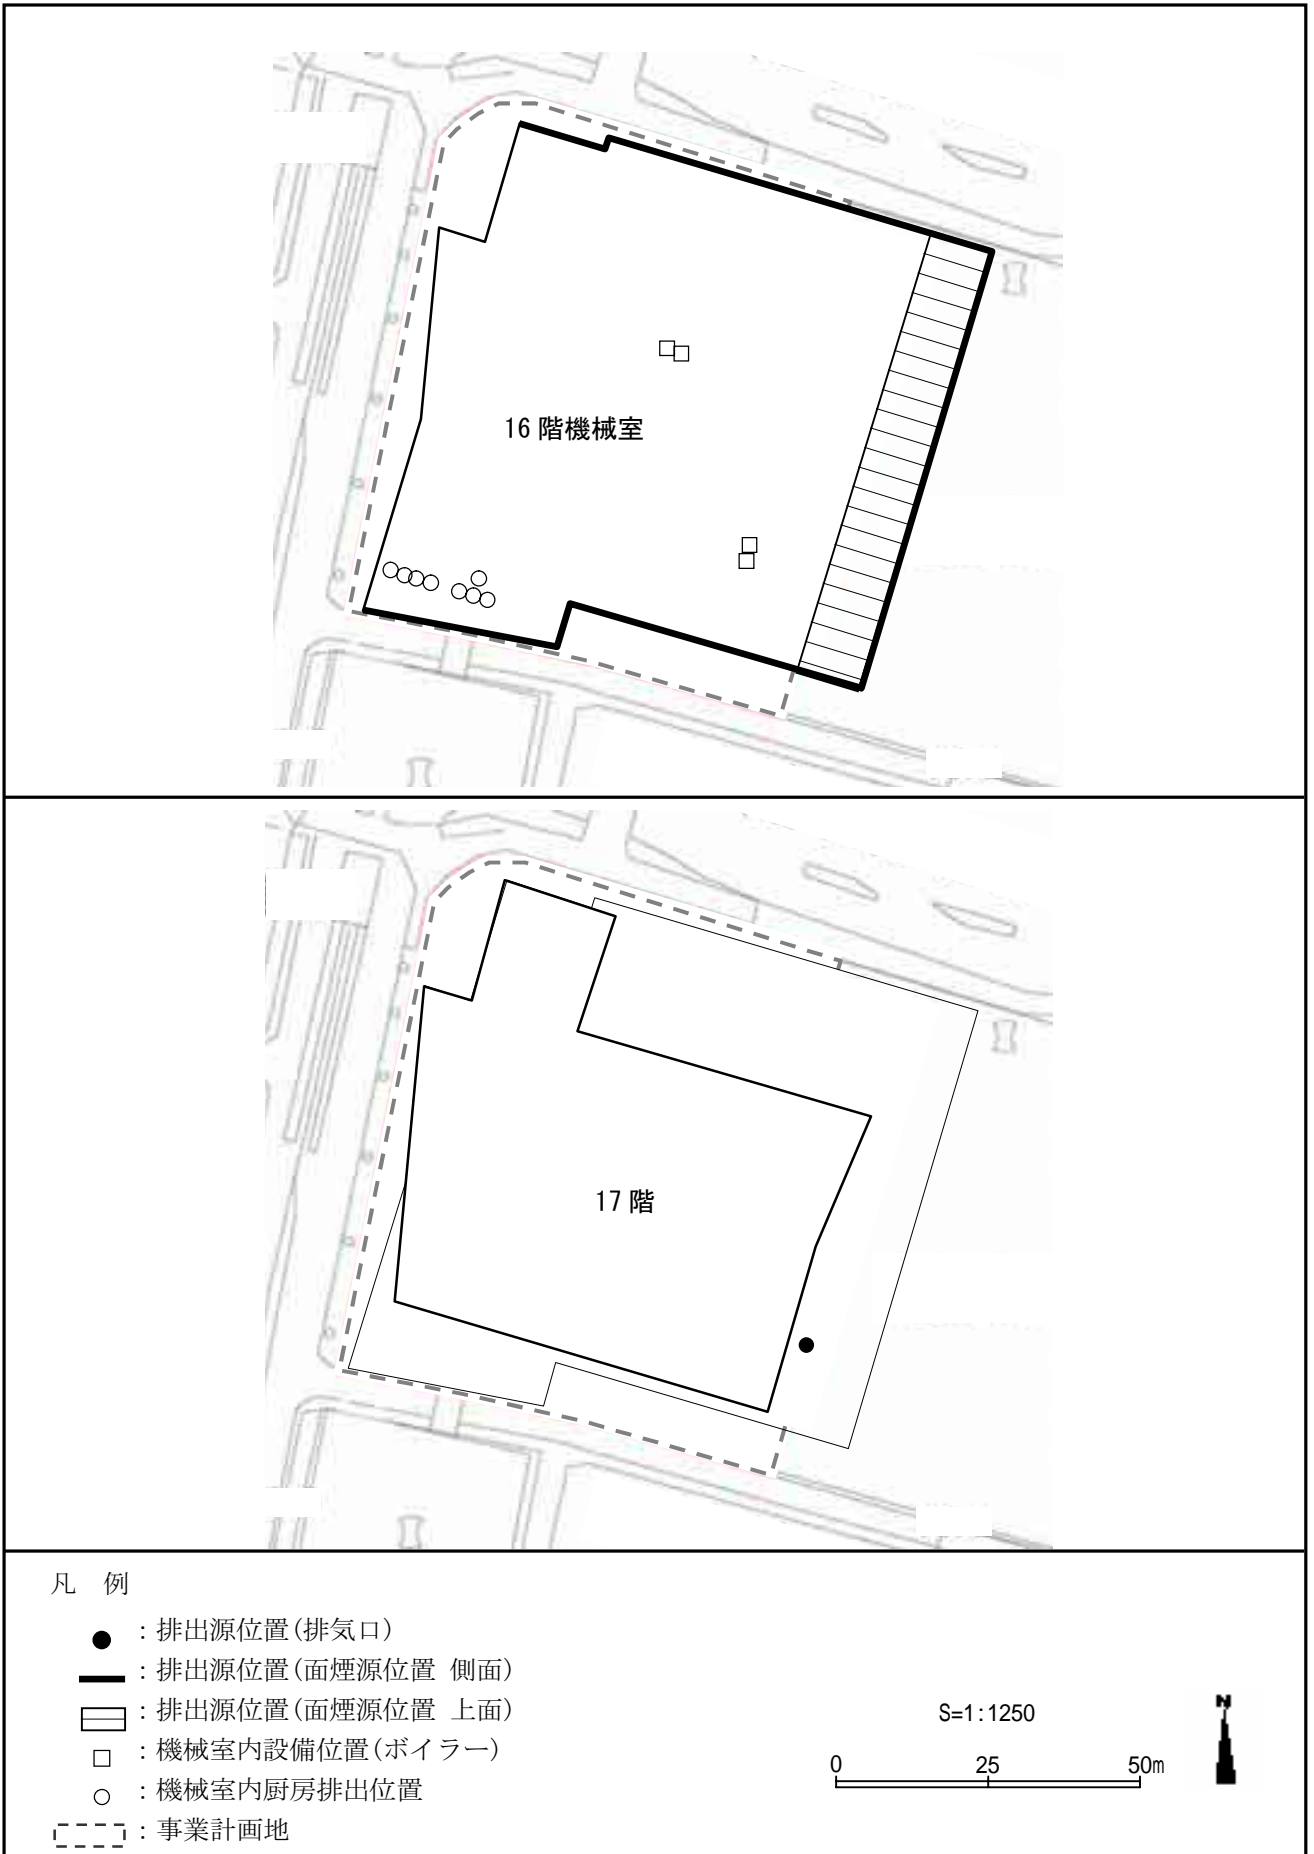 16 階機械室
17 階
凡 例
：排出源位置(排気口)
：排出源位置(面煙源位置 側面)
：排出源位置(面煙源位置 上面)
：機械室内設備位置(ボイラー)
：機械室内厨房排出位置
：事業計画地
S=1:1250
N
0 25 50m